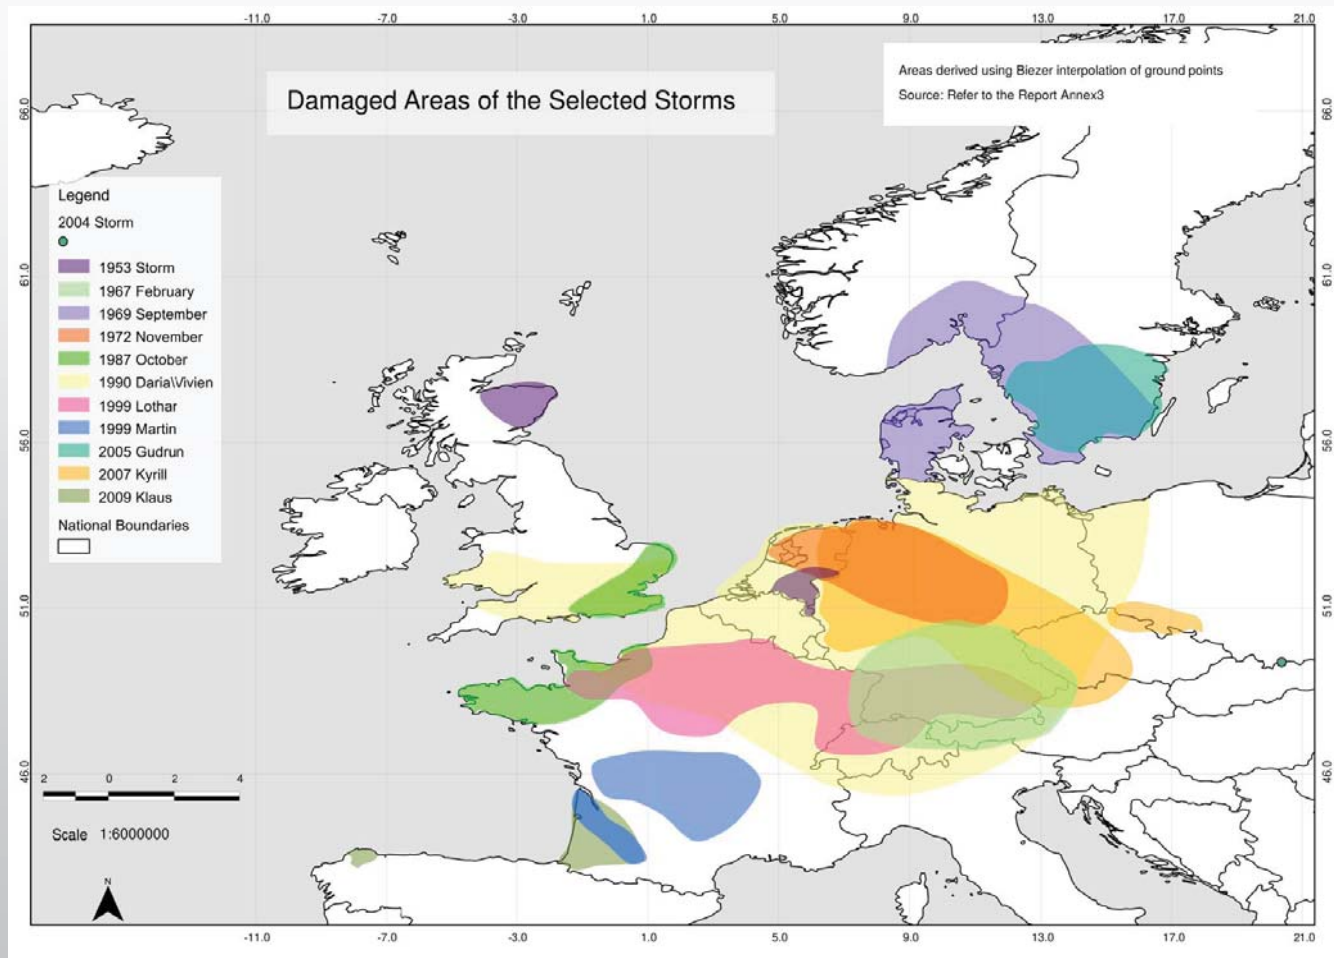 -11.0 -7.0 -3.0 1.0 5.0 9.0 13.0 17.0 21.0
Damaged Areas of the Selected Storms
Areas derived using Biezer interpolation of ground points
Source: Refer to the Report Annex3
66.0 66.0
Legend
2004 Storm
1953 Storm
1967 February
1969 September
1972 November
1987 October
1990 Daria\Vivien
1999 Lothar
1999 Martin
2005 Gudrun
2007 Kyrill
2009 Klaus
National Boundaries
61.0 61.0
56.0 56.0
51.0 51.0
46.0 46.0
2 0 2 4
Scale 1:6000000
N
-11.0 -7.0 -3.0 1.0 5.0 9.0 13.0 17.0 21.0